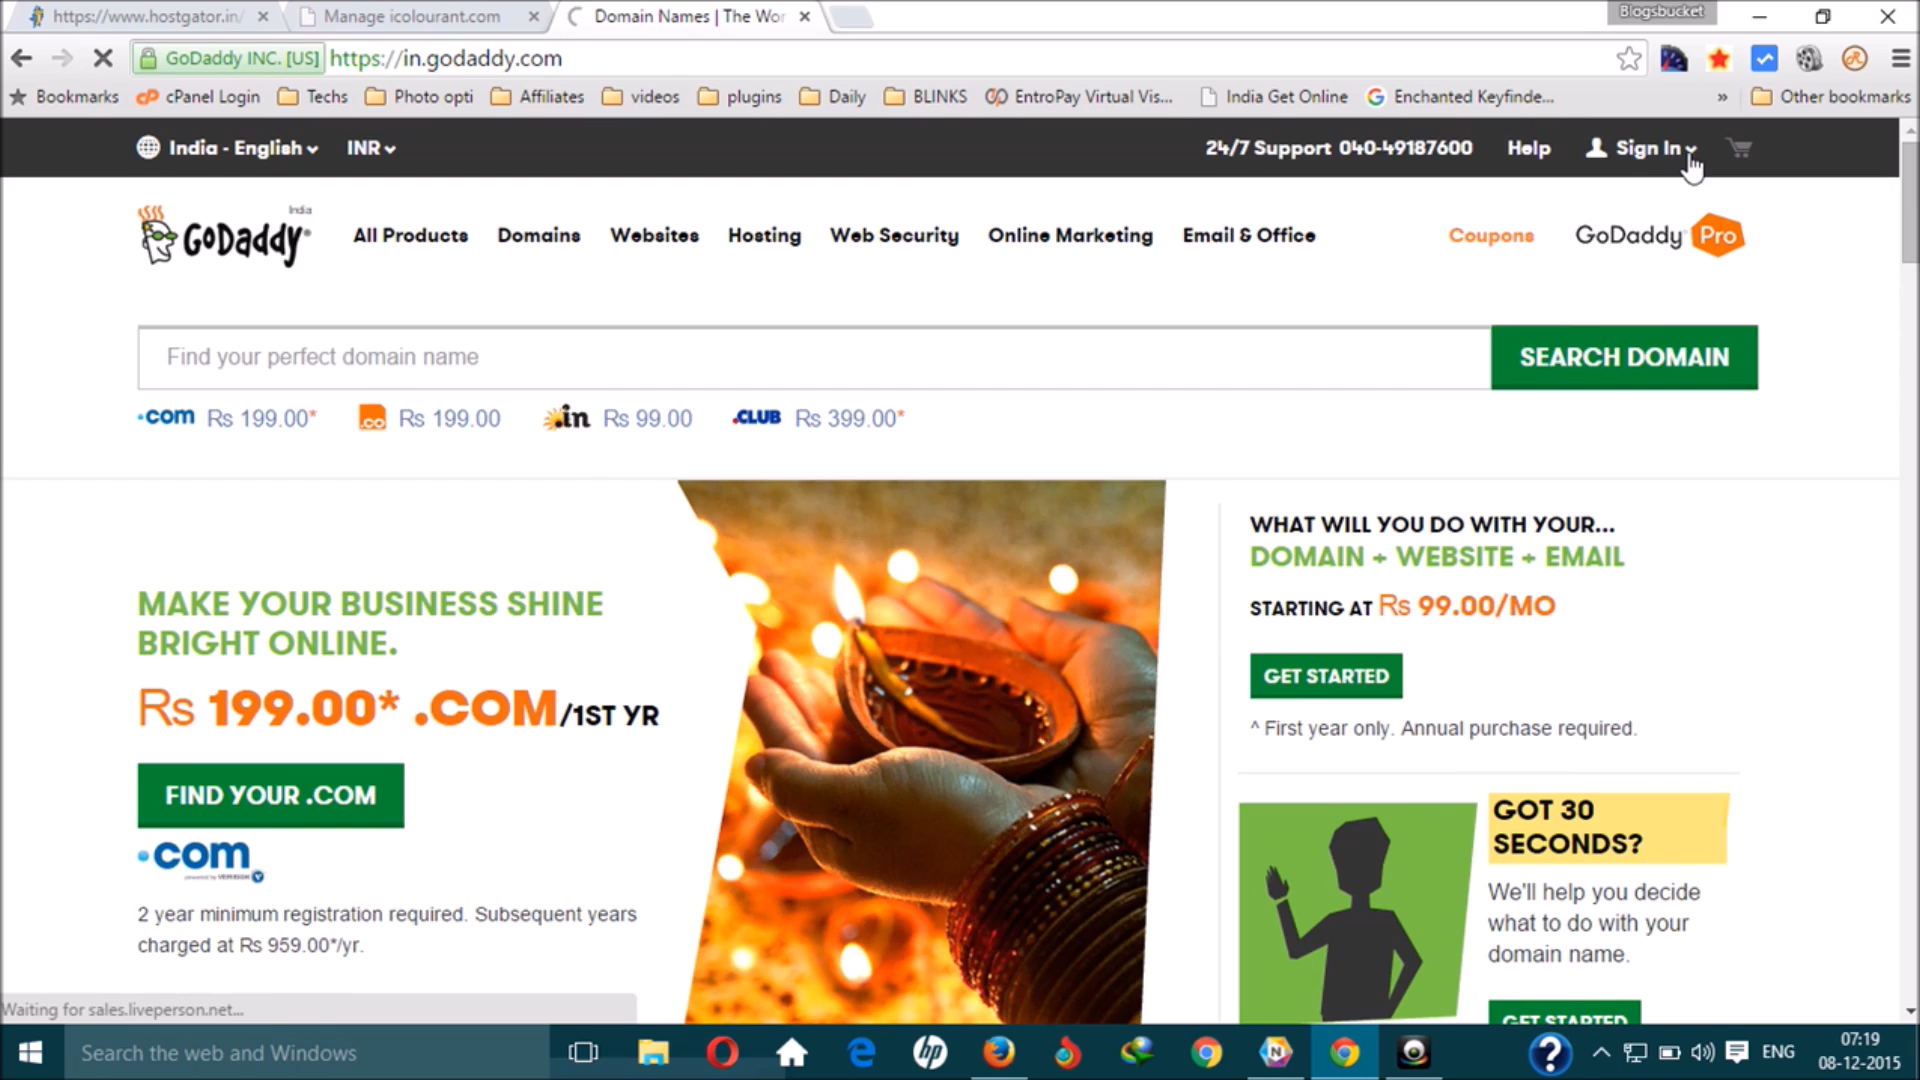 https://www.hostgator.in/
Manage icolourant.com
Domain Names | The Wor
Blogsbucket
GoDaddy INC. [US]
https://in.godaddy.com
Bookmarks
cPanel Login
Techs
Photo opti
Affiliates
videos
plugins
Daily
BLINKS
EntroPay Virtual Vis...
India Get Online
Enchanted Keyfinde...
»
Other bookmarks
India - English
INR
24/7 Support 040-49187600
Help
Sign In
India
GoDaddy
All Products
Domains
Websites
Hosting
Web Security
Online Marketing
Email & Office
Coupons
GoDaddy Pro
Find your perfect domain name
SEARCH DOMAIN
.com Rs 199.00*
.co Rs 199.00
.in Rs 99.00
.CLUB Rs 399.00*
MAKE YOUR BUSINESS SHINE
BRIGHT ONLINE.
Rs 199.00* .COM/1ST YR
FIND YOUR .COM
.com
powered by VERISIGN
2 year minimum registration required. Subsequent years
charged at Rs 959.00*/yr.
WHAT WILL YOU DO WITH YOUR...
DOMAIN + WEBSITE + EMAIL
STARTING AT Rs 99.00/MO
GET STARTED
^ First year only. Annual purchase required.
GOT 30
SECONDS?
We'll help you decide
what to do with your
domain name.
GET STARTED
Waiting for sales.liveperson.net...
Search the web and Windows
hp
N
?
ENG
07:19
08-12-2015